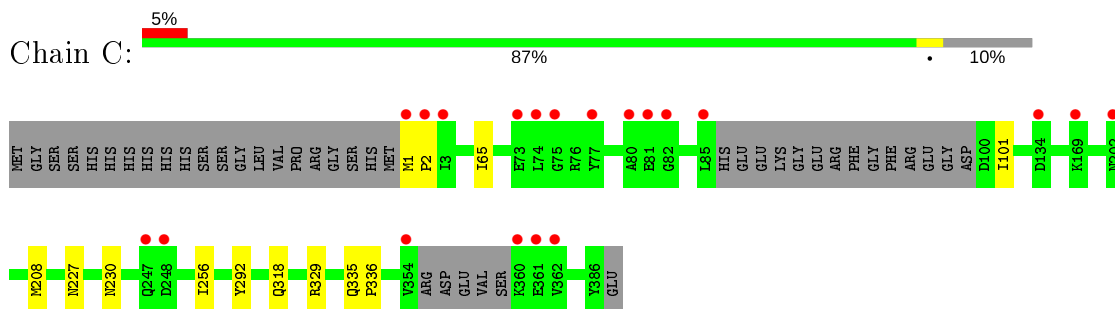 5%
Chain C:
87%
10%
MET GLY SER SER HIS HIS HIS HIS HIS HIS SER SER GLY LEU VAL PRO ARG GLY SER HIS MET M1 P2 I3 I65 E73 L74 G75 R76 Y77 A80 E81 G82 L85 HIS GLU GLU LYS GLY GLU ARG PHE GLY PHE ARG GLU GLY ASP D100 I101 D134 K169
M208 N227 N230 Q247 D248 I256 Y292 Q318 R329 Q335 P336 V354 ARG ASP GLU VAL SER K360 E361 V362 Y386 GLU